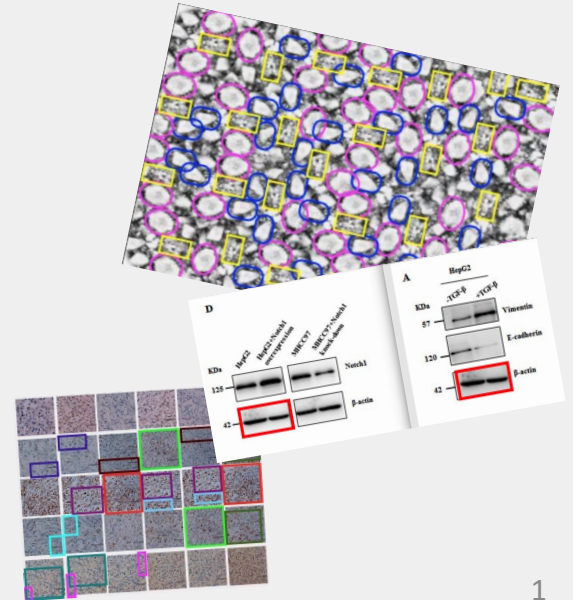 D
HepG2
HepG2+Notch1
overexpression
MHCC97
MHCC97+Notch1
knock-down
KDa
125
Notch1
42
β-actin
A
HepG2
-TGF-β
+TGF-β
KDa
57
Vimentin
120
E-cadherin
42
β-actin
1